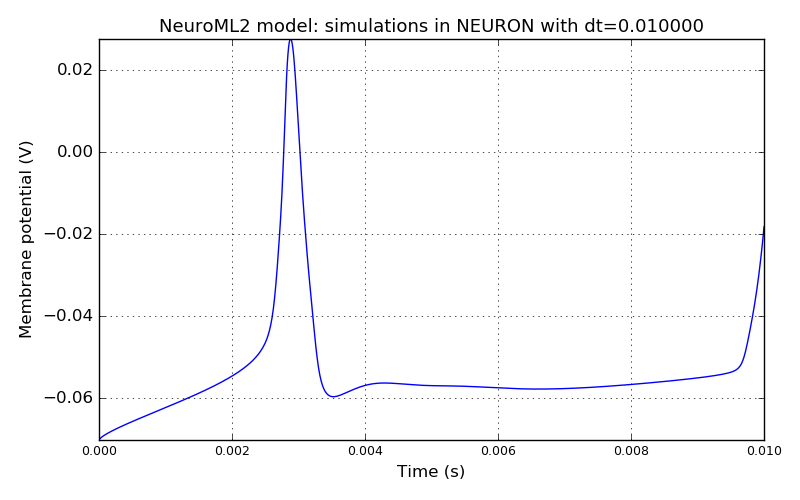 NeuroML2 model: simulations in NEURON with dt=0.010000
0.02
0.00
−0.02
−0.04
−0.06
Membrane potential (V)
0.000 0.002 0.004 0.006 0.008 0.010
Time (s)